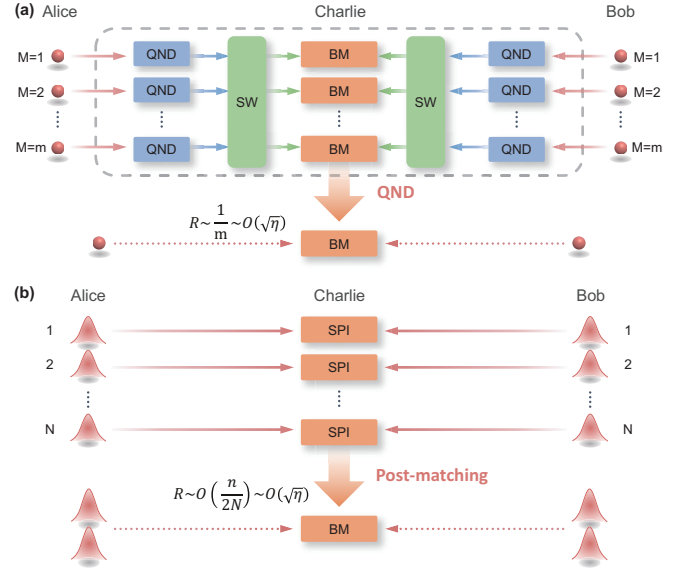 (a) Alice Charlie Bob
M=1 QND BM QND M=1
M=2 QND BM QND M=2
SW SW
M=m QND BM QND M=m
QND
R~1/m~O(√η)
BM
(b)
Alice Charlie Bob
1 SPI 1
2 SPI 2
N SPI N
Post-matching
R~O(n/2N)~O(√η)
BM